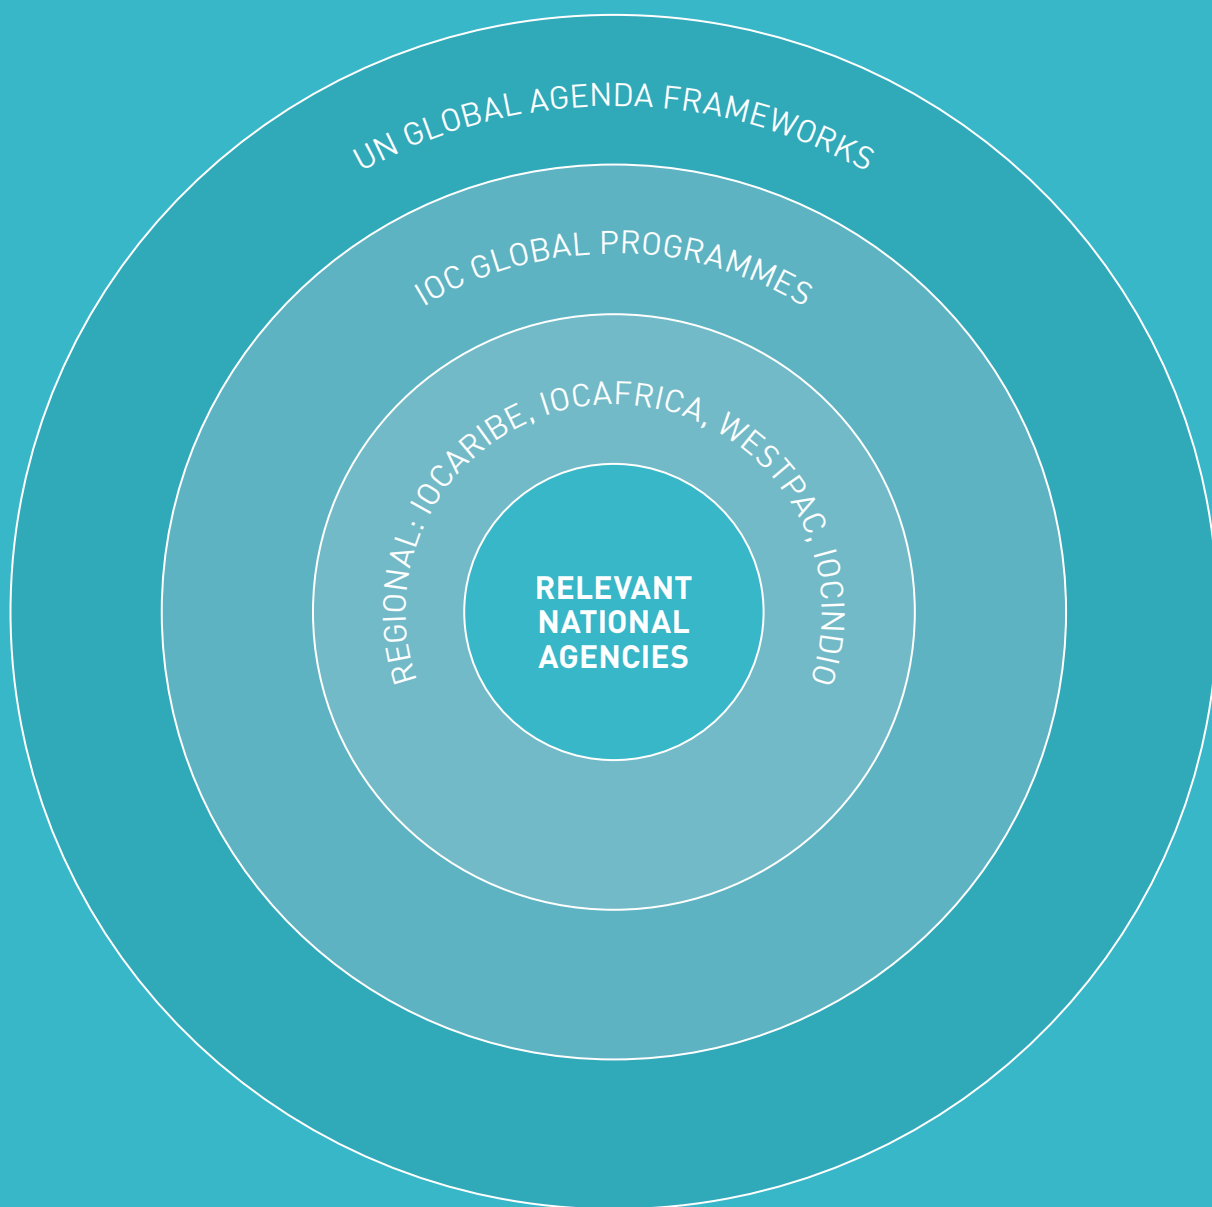 UN GLOBAL AGENDA FRAMEWORKS
IOC GLOBAL PROGRAMMES
REGIONAL: IOCARIBE, IOCAFRICA, WESTPAC, IOCINDIO
RELEVANT
NATIONAL
AGENCIES